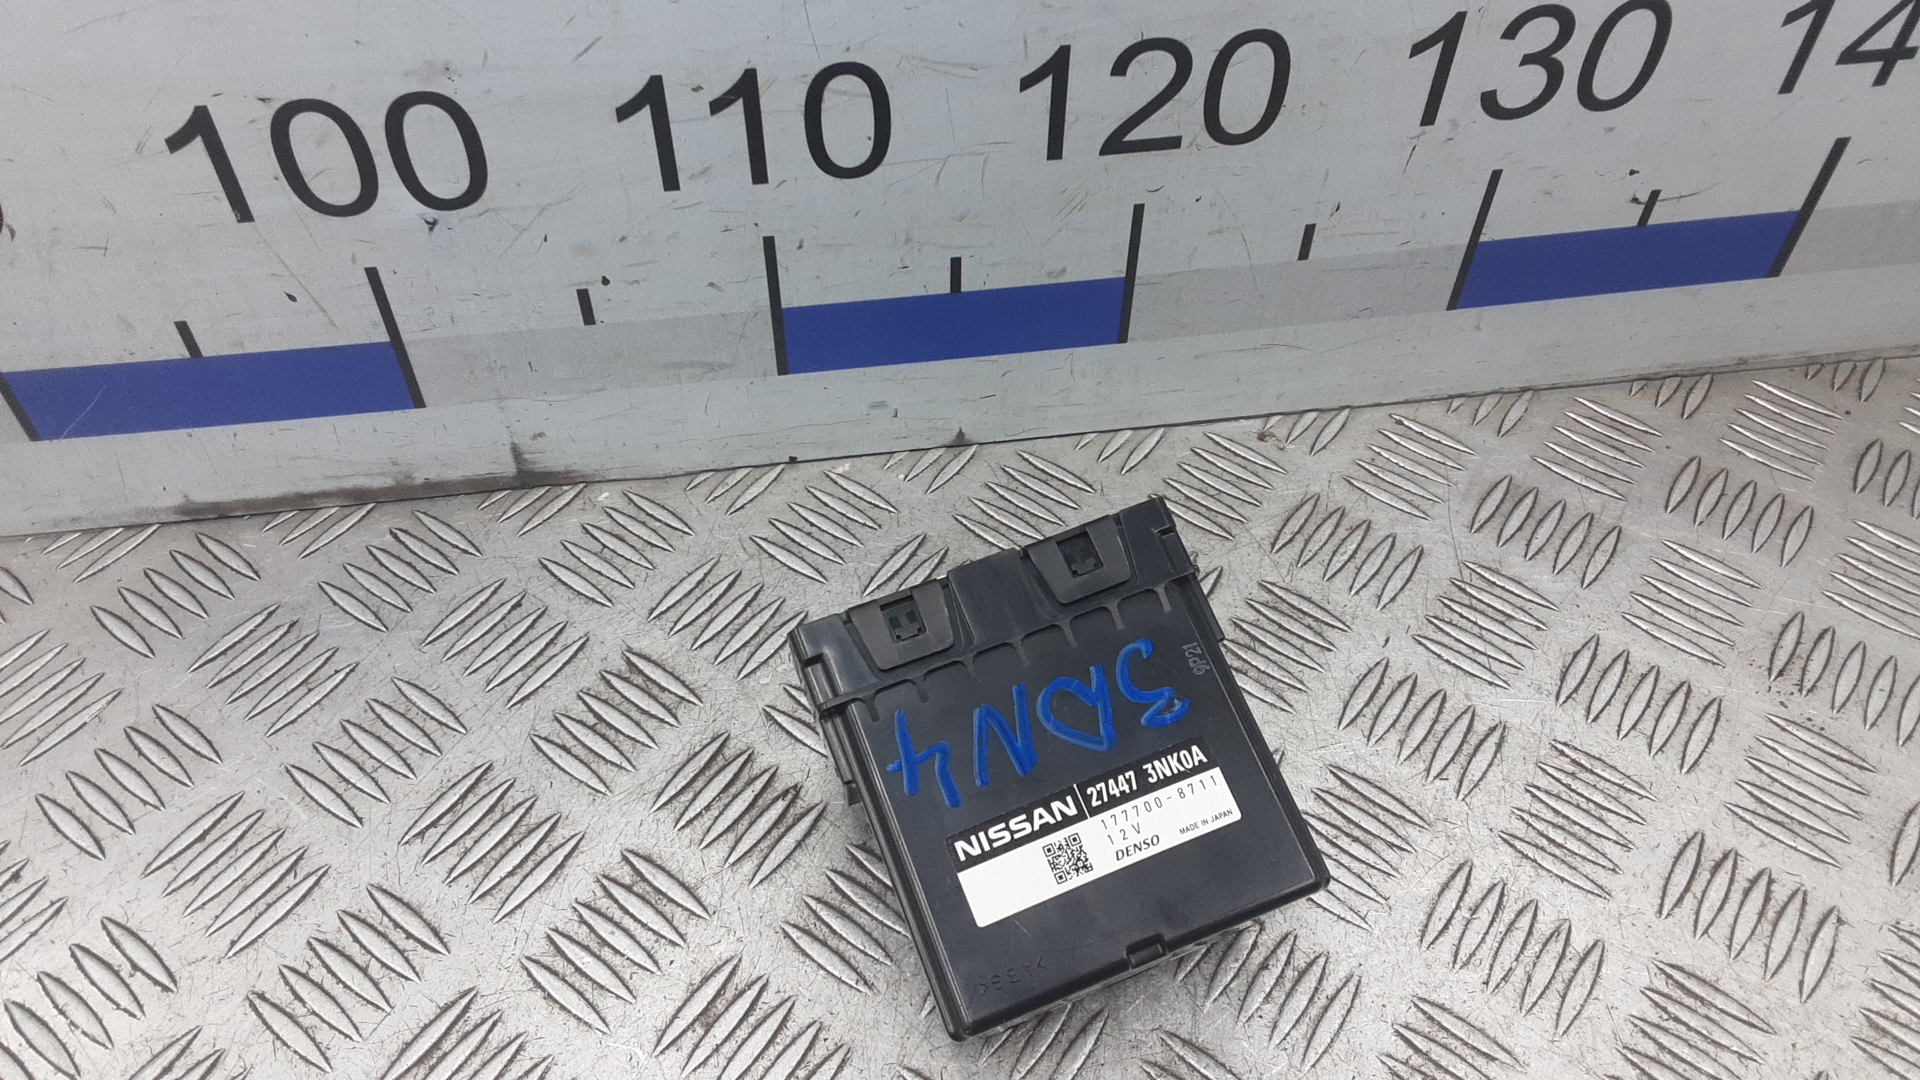 100 110 120 130 14
9P21
3DN4
NISSAN 27447 3NK0A
177700-8711
12V
DENSO MADE IN JAPAN